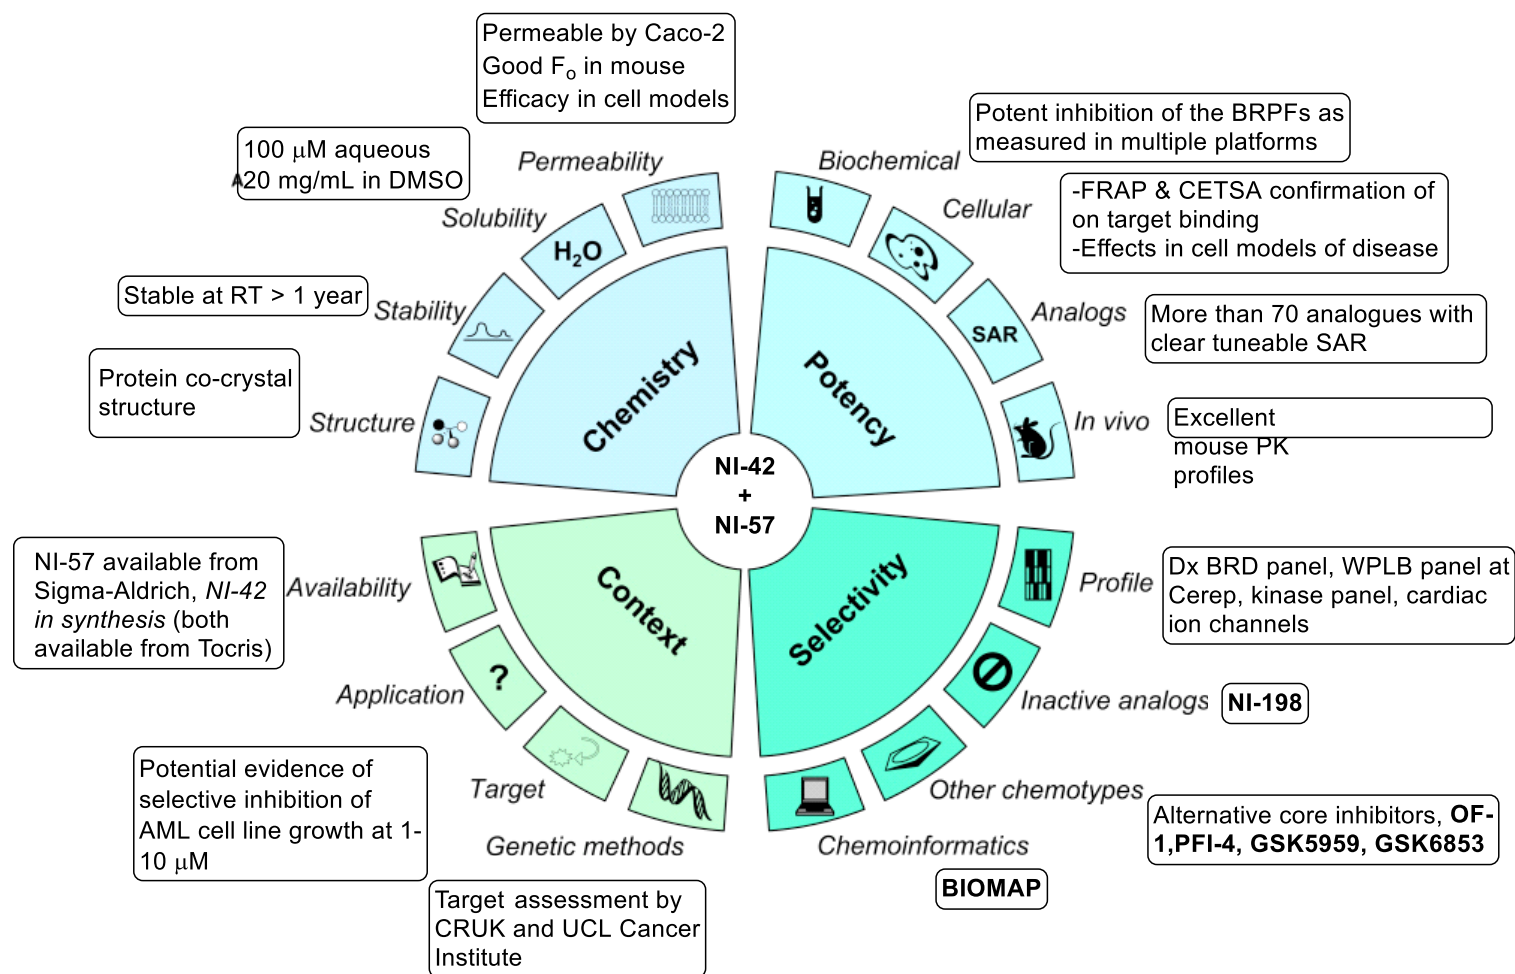 Permeable by Caco-2
Good Fo in mouse
Efficacy in cell models
Permeability
100 μM aqueous
20 mg/mL in DMSO
Solubility
H2O
Stable at RT > 1 year
Stability
Protein co-crystal
structure
Structure
Chemistry
Biochemical
Potent inhibition of the BRPFs as
measured in multiple platforms
Cellular
-FRAP & CETSA confirmation of
on target binding
-Effects in cell models of disease
Analogs
SAR
More than 70 analogues with
clear tuneable SAR
In vivo
Excellent
mouse PK
profiles
Potency
NI-42
+
NI-57
NI-57 available from
Sigma-Aldrich, NI-42
in synthesis (both
available from Tocris)
Availability
Context
Application
?
Potential evidence of
selective inhibition of
AML cell line growth at 1-
10 μM
Target
Genetic methods
Target assessment by
CRUK and UCL Cancer
Institute
Selectivity
Profile
Dx BRD panel, WPLB panel at
Cerep, kinase panel, cardiac
ion channels
Inactive analogs
NI-198
Other chemotypes
Alternative core inhibitors, OF-
1,PFI-4, GSK5959, GSK6853
Chemoinformatics
BIOMAP